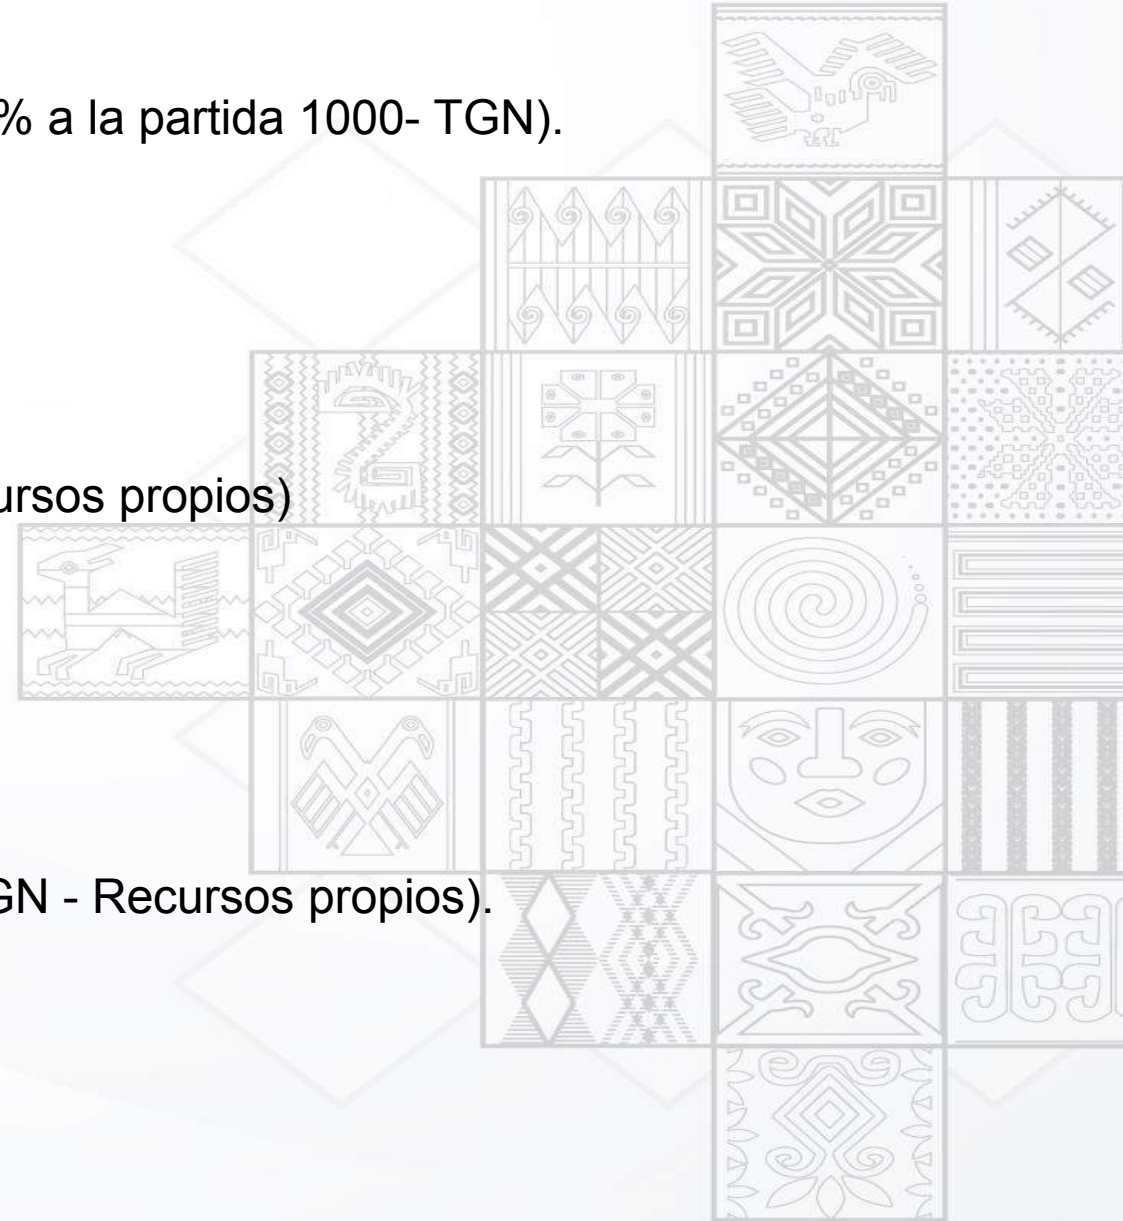 % a la partida 1000- TGN).
ursos propios)
GN - Recursos propios).